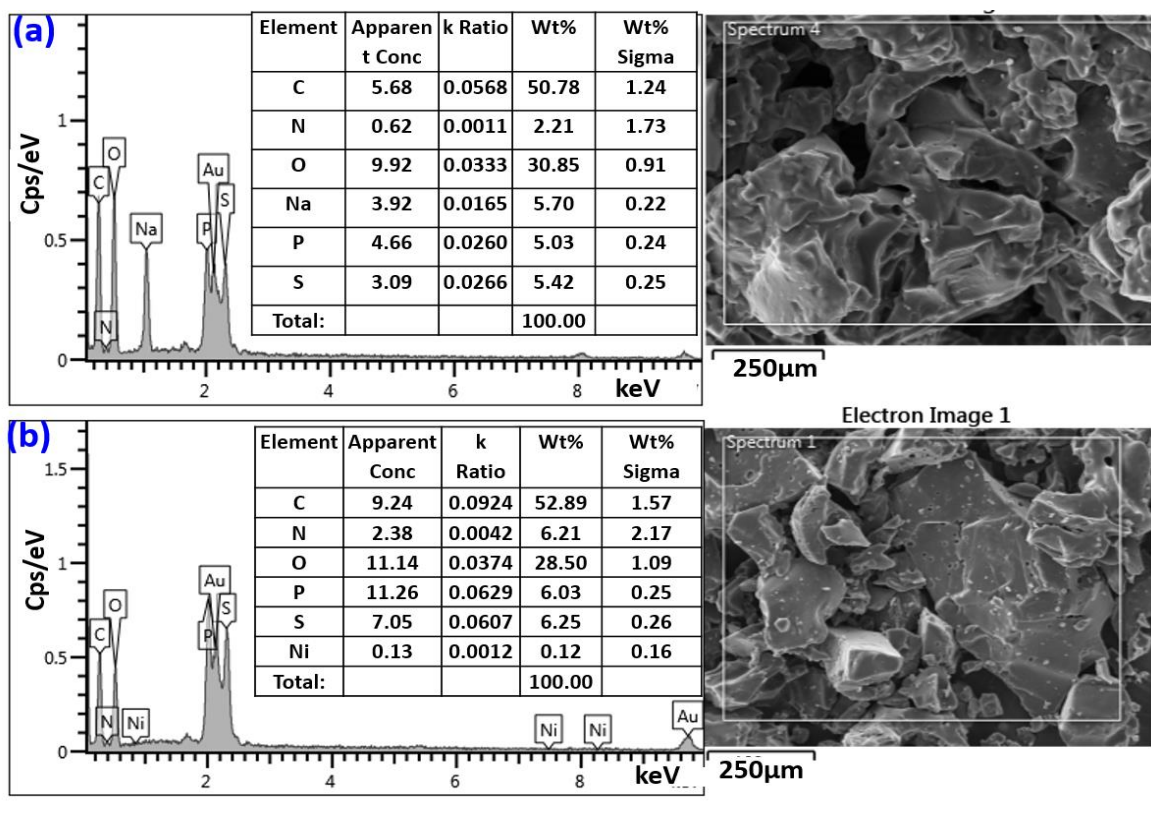 (a)
Cps/eV
1
0.5
0
C
O
N
Na
Au
P
S
2
4
6
8
keV
Element Apparen k Ratio Wt% Wt%
t Conc Sigma
C 5.68 0.0568 50.78 1.24
N 0.62 0.0011 2.21 1.73
O 9.92 0.0333 30.85 0.91
Na 3.92 0.0165 5.70 0.22
P 4.66 0.0260 5.03 0.24
S 3.09 0.0266 5.42 0.25
Total: 100.00
Spectrum 4
250μm
(b)
Cps/eV
1.5
1
0.5
0
C
O
N
Ni
Au
P
S
Ni
Ni
Au
2
4
6
8
keV
Element Apparent k Wt% Wt%
Conc Ratio Sigma
C 9.24 0.0924 52.89 1.57
N 2.38 0.0042 6.21 2.17
O 11.14 0.0374 28.50 1.09
P 11.26 0.0629 6.03 0.25
S 7.05 0.0607 6.25 0.26
Ni 0.13 0.0012 0.12 0.16
Total: 100.00
Electron Image 1
Spectrum 1
250μm